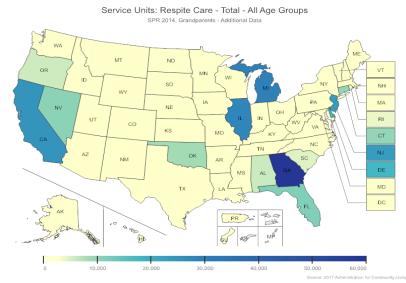 Service Units: Respite Care - Total - All Age Groups
SPR 2014, Grandparents - Additional Data
WA
MT
ND
MN
WI
MI
ME
OR
ID
SD
WY
NE
IA
NY
PA
VT
NH
MA
RI
CT
NJ
DE
MD
DC
NV
UT
CO
KS
MO
IL
IN
OH
WV
VA
KY
CA
AZ
NM
OK
AR
TN
NC
SC
TX
LA
MS
AL
GA
FL
AK
HI
PR
GU
0
10,000
20,000
30,000
40,000
50,000
60,000
Source: 2017 Administration for Community Living